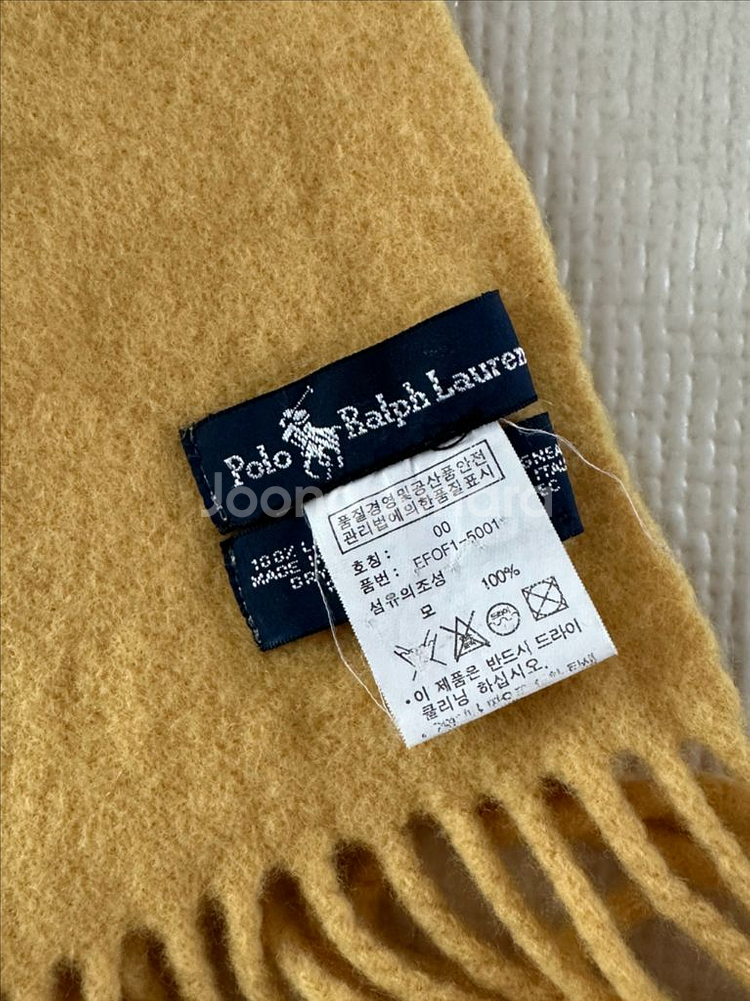 Polo Ralph Lauren
100%
MADE
품질경영및공산품안전
관리법에의한품질표시
호칭: 00
품번: EFOF1-5001
섬유의조성
모 100%
•이 제품은 반드시 드라이
클리닝 하십시오.